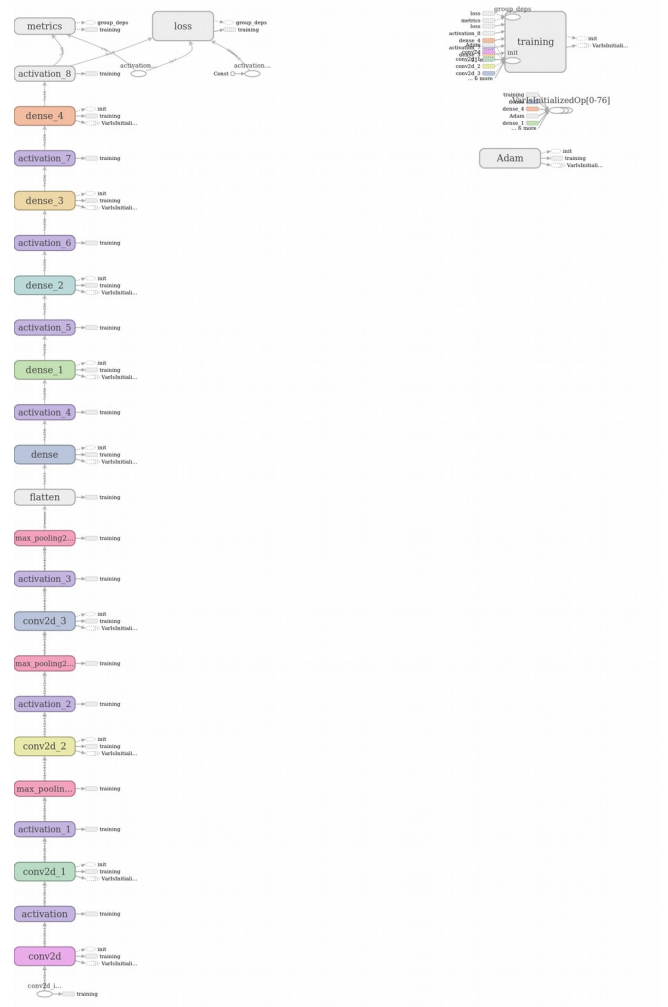 metrics
group_deps
training
loss
group_deps
training
activation_8
training
activation...
activation...
Const
dense_4
init
training
VarIsInitiali...
activation_7
training
dense_3
init
training
VarIsInitiali...
activation_6
training
dense_2
init
training
VarIsInitiali...
activation_5
training
dense_1
init
training
VarIsInitiali...
activation_4
training
dense
init
training
VarIsInitiali...
flatten
training
max_pooling2...
training
activation_3
training
conv2d_3
init
training
VarIsInitiali...
max_pooling2...
training
activation_2
training
conv2d_2
init
training
VarIsInitiali...
max_poolin...
training
activation_1
training
conv2d_1
init
training
VarIsInitiali...
activation
training
conv2d
init
training
VarIsInitiali...
conv2d_i...
training
group_deps
loss
metrics
loss
activation_8
dense_4
Adam
conv2d_2
conv2d_3
... 6 more
init
training
init
VarIsInitiali...
VarIsInitializedOp[0-76]
training
dense_4
Adam
dense_1
... 6 more
Adam
init
training
VarIsInitiali...